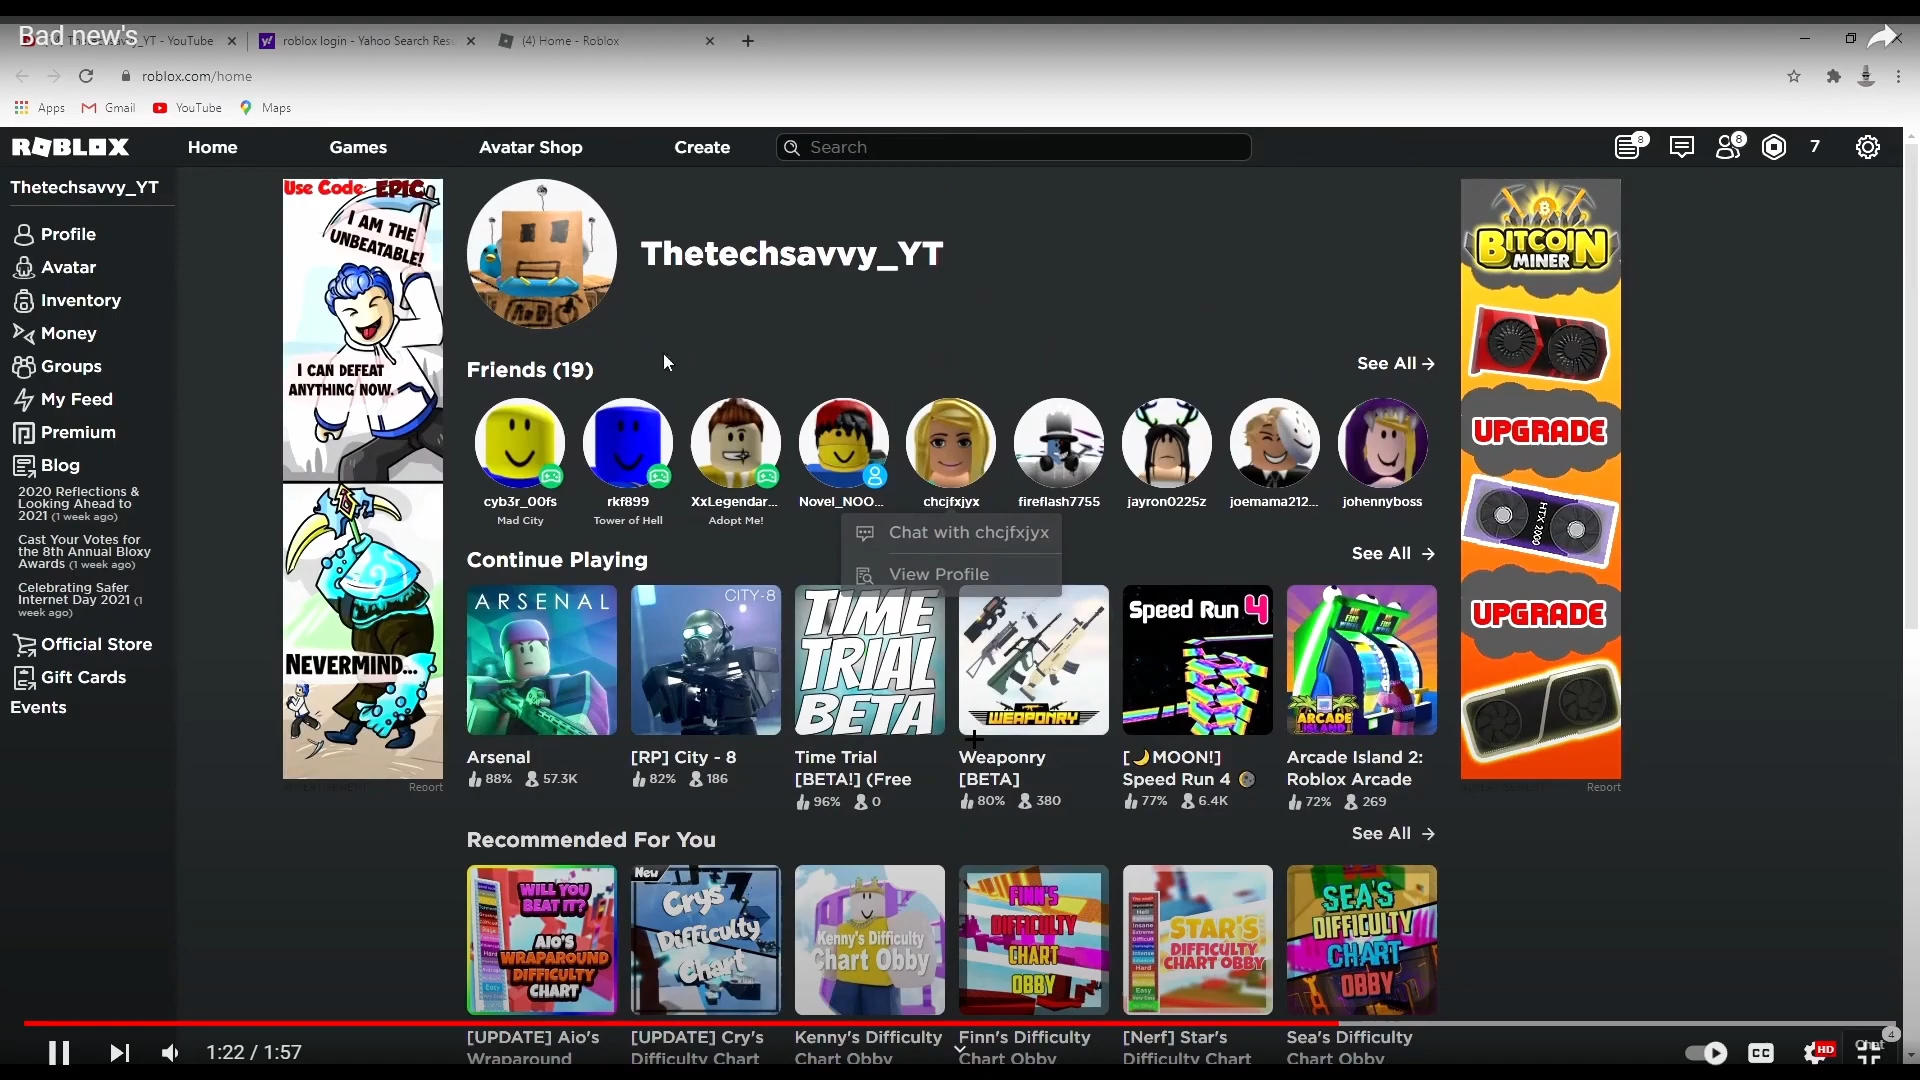 Bad new's
_YT - YouTube
roblox login - Yahoo Search Res
(4) Home - Roblox
roblox.com/home
Apps
Gmail
YouTube
Maps
ROBLOX
Home
Games
Avatar Shop
Create
Search
8
8
7
Thetechsavvy_YT
Profile
Avatar
Inventory
Money
Groups
My Feed
Premium
Blog
2020 Reflections &
Looking Ahead to
2021 (1 week ago)
Cast Your Votes for
the 8th Annual Bloxy
Awards (1 week ago)
Celebrating Safer
Internet Day 2021 (1
week ago)
Official Store
Gift Cards
Events
Use Code: EPIC
I AM THE
UNBEATABLE!
I CAN DEFEAT
ANYTHING NOW.
NEVERMIND...
ADVERTISEMENT
Report
Thetechsavvy_YT
Friends (19)
See All →
cyb3r_00fs
Mad City
rkf899
Tower of Hell
XxLegendar...
Adopt Me!
Novel_NOO...
chcjfxjyx
fireflash7755
jayron0225z
joemama212...
johennyboss
Chat with chcjfxjyx
View Profile
Continue Playing
See All →
ARSENAL
CITY-8
TIME
TRIAL
BETA
WEAPONRY
Speed Run 4
ARCADE
ISLAND
Arsenal
88% 57.3K
[RP] City - 8
82% 186
Time Trial
[BETA!] (Free
96% 0
Weaponry
[BETA]
80% 380
[🌙MOON!]
Speed Run 4 🌘
77% 6.4K
Arcade Island 2:
Roblox Arcade
72% 269
Recommended For You
See All →
WILL YOU
BEAT IT?
AIO'S
WRAPAROUND
DIFFICULTY
CHART
New
Crys
Difficulty
Chart
Kenny's Difficulty
Chart Obby
FINN'S
DIFFICULTY
CHART
OBBY
STAR'S
DIFFICULTY
CHART OBBY
SEA'S
DIFFICULTY
CHART
OBBY
[UPDATE] Aio's
Wraparound
[UPDATE] Cry's
Difficulty Chart
Kenny's Difficulty
Chart Obby
Finn's Difficulty
Chart Obby
[Nerf] Star's
Difficulty Chart
Sea's Difficulty
Chart Obby
BITCOIN
MINER
UPGRADE
HTX 2000
UPGRADE
Report
1:22 / 1:57
CC
HD
Chat
4